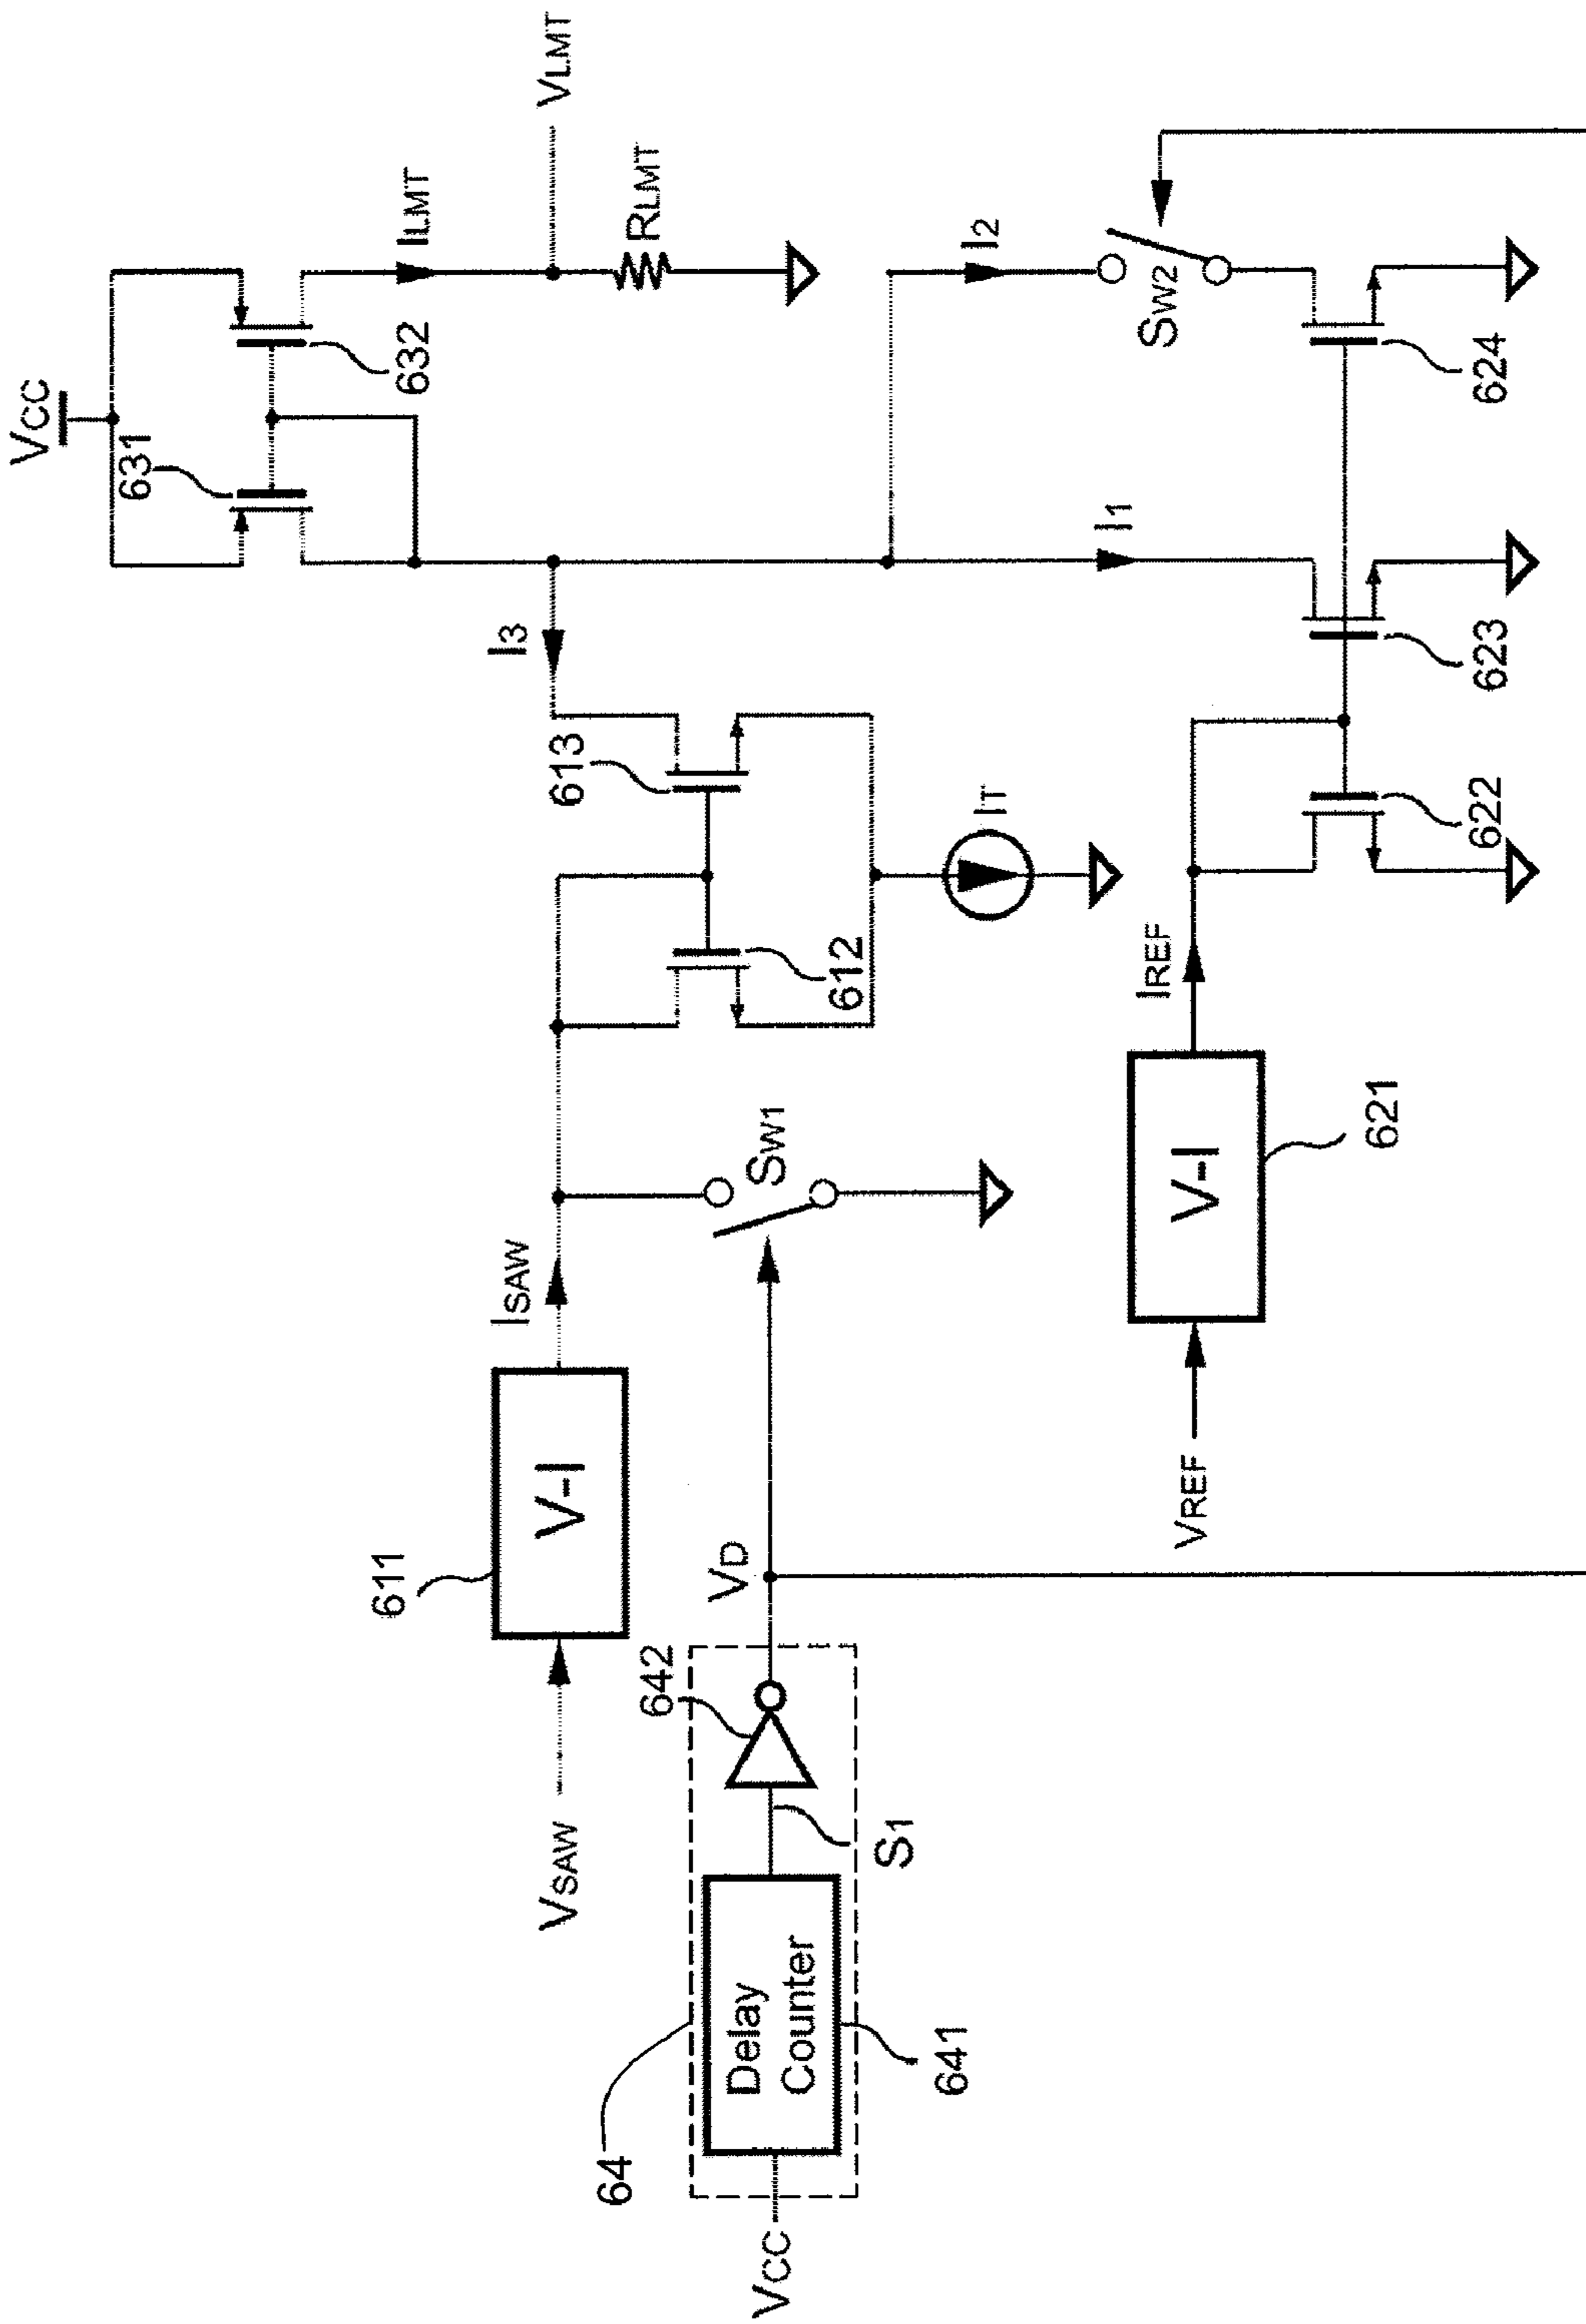 VCC
631
632
ILMT
VLMT
RLMT
I3
613
612
IT
I1
I2
SW2
624
623
622
IREF
V-I
621
VREF
ISAW
SW1
V-I
611
VSAW
VD
642
S1
Delay
Counter
641
64
VCC